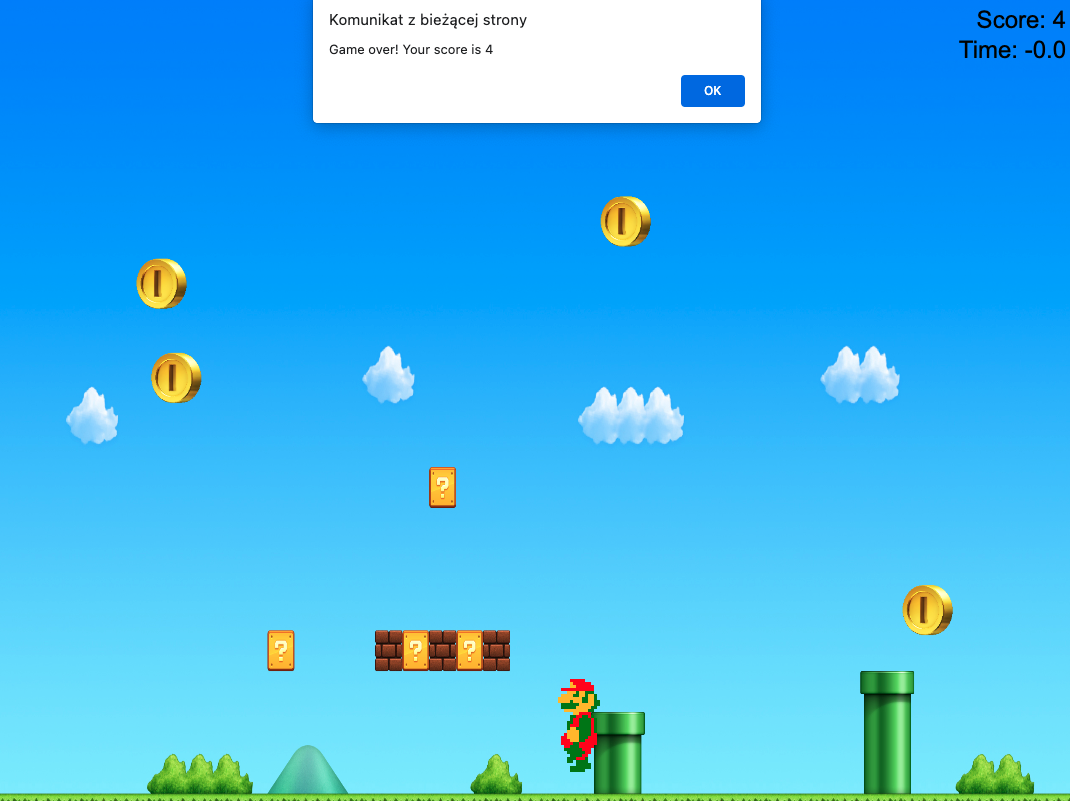 Komunikat z bieżącej strony
Game over! Your score is 4
OK
Score: 4
Time: -0.0
?
?
? ?